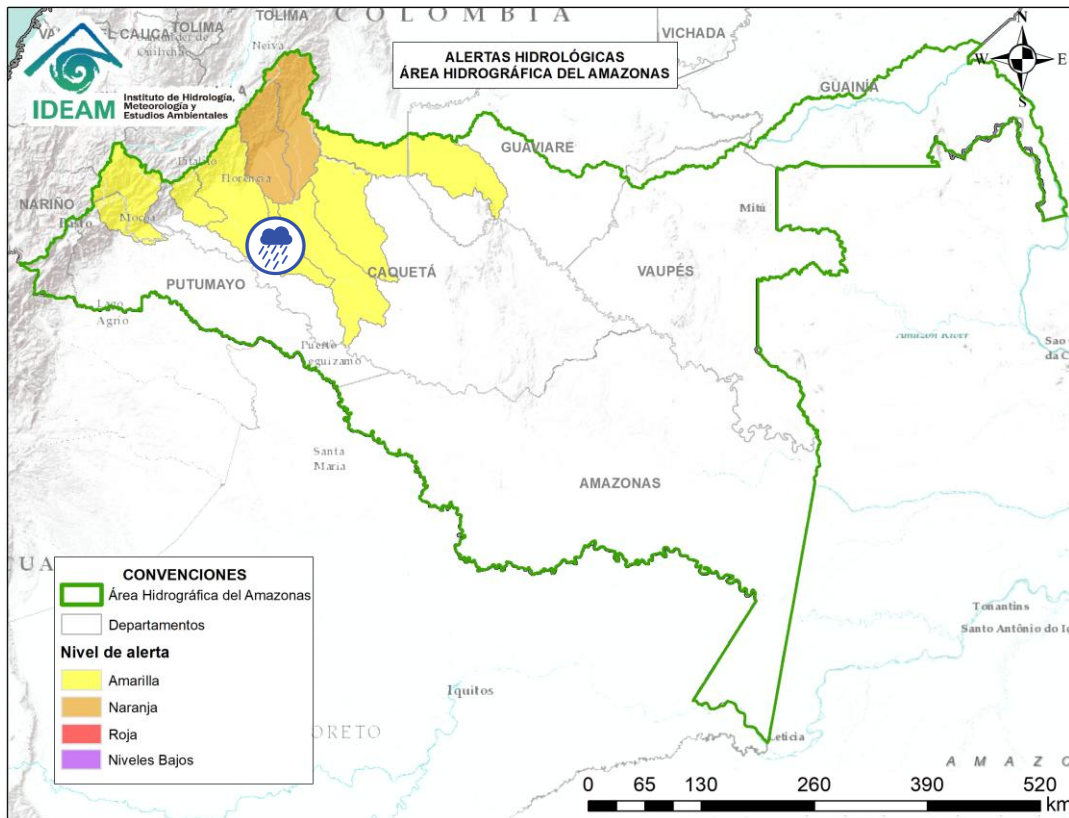 COLOMBIA
TOLIMA
TOLIMA
Neiva
VICHADA
N
W
E
S
IDEAM
Instituto de Hidrología,
Meteorología y
Estudios Ambientales
ALERTAS HIDROLÓGICAS
ÁREA HIDROGRÁFICA DEL AMAZONAS
GUAINÍA
GUAVIARE
Florencia
NARIÑO
Mocoa
Mitú
CAQUETÁ
VAUPÉS
PUTUMAYO
Lago
Agrio
Amazon River
Puerto
Leguizamo
Santa
Maria
AMAZONAS
CONVENCIONES
Área Hidrográfica del Amazonas
Departamentos
Nivel de alerta
Amarilla
Naranja
Roja
Niveles Bajos
Tonantins
Iquitos
Leticia
0 65 130 260 390 520
km